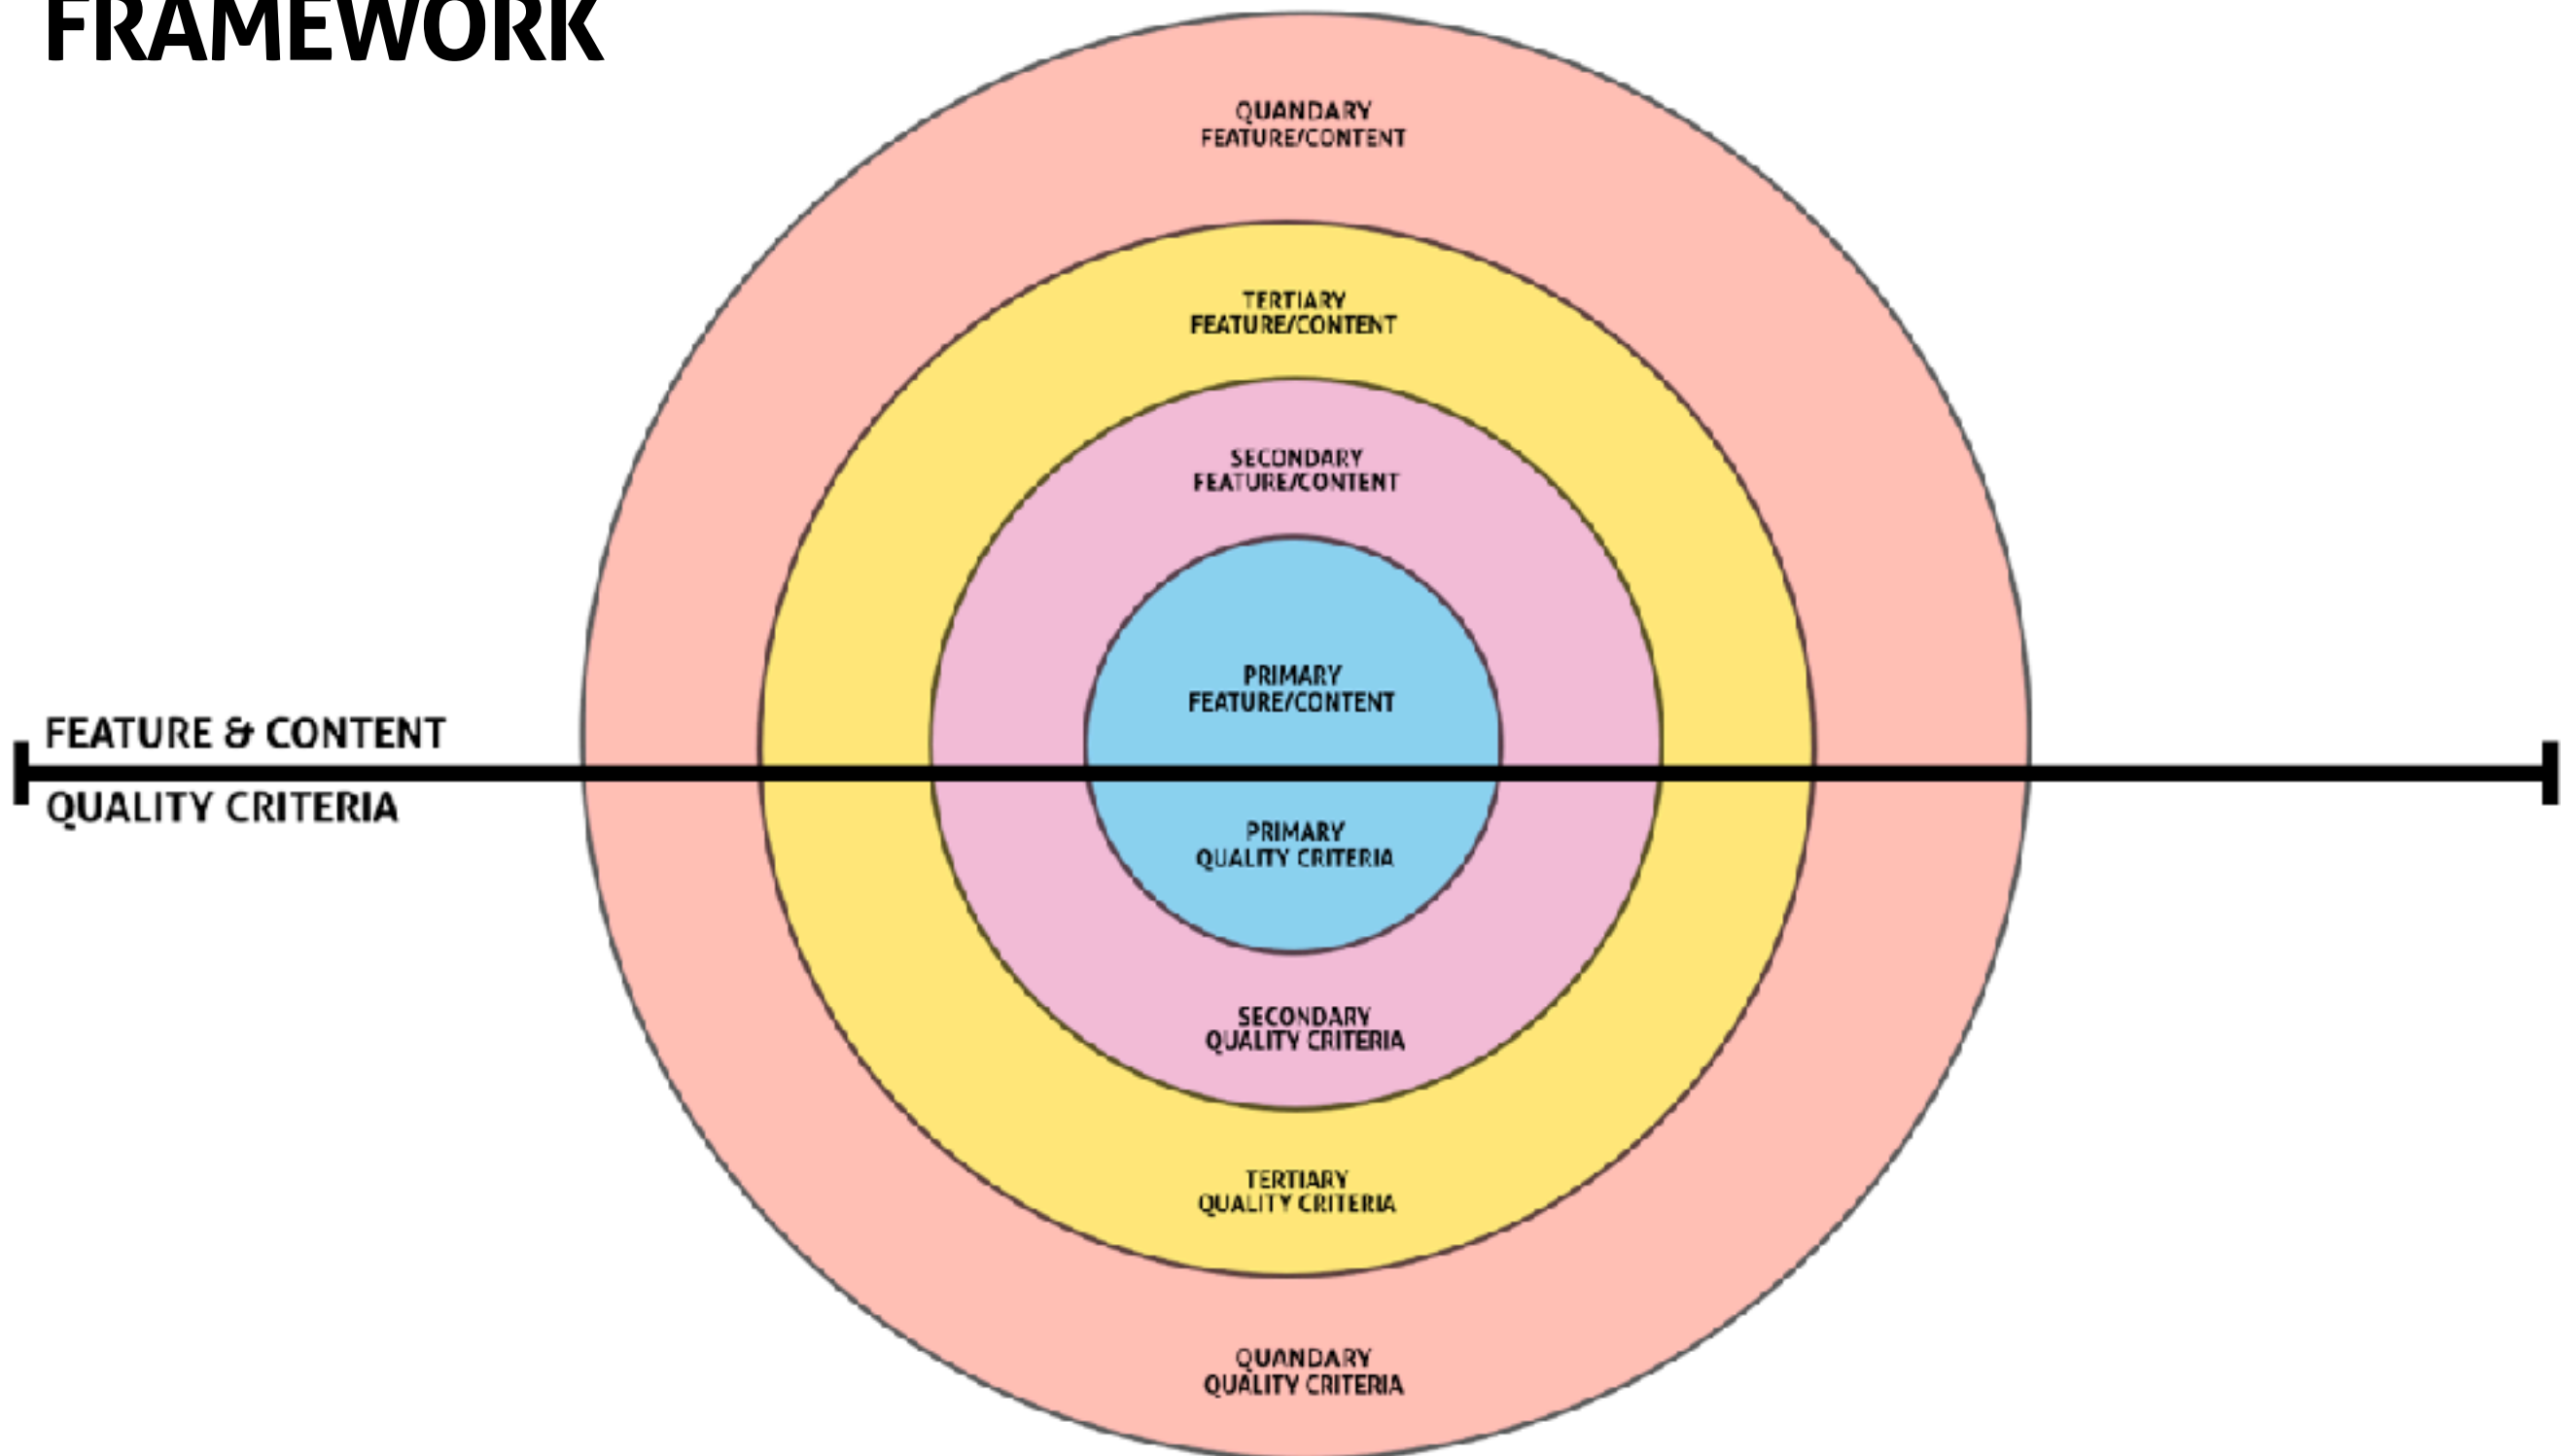 FRAMEWORK
QUANDARY
FEATURE/CONTENT
TERTIARY
FEATURE/CONTENT
SECONDARY
FEATURE/CONTENT
PRIMARY
FEATURE/CONTENT
FEATURE & CONTENT
QUALITY CRITERIA
PRIMARY
QUALITY CRITERIA
SECONDARY
QUALITY CRITERIA
TERTIARY
QUALITY CRITERIA
QUANDARY
QUALITY CRITERIA